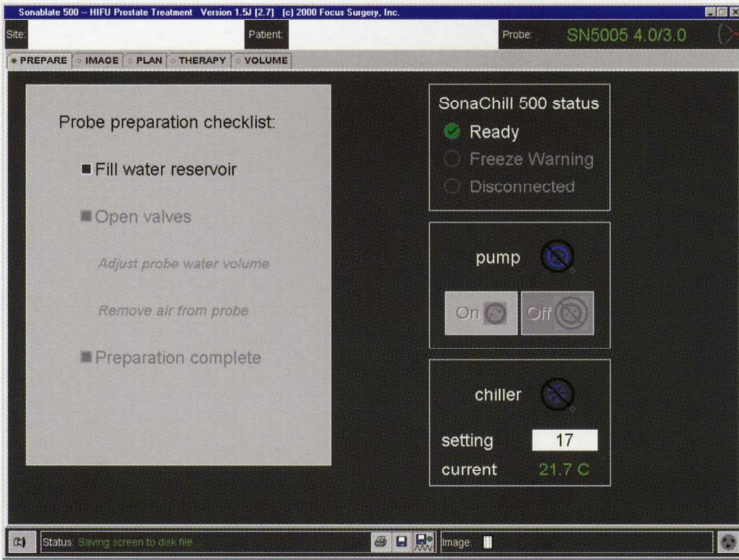 Sonablate 500 -- HIFU Prostate Treatment Version 1.5J [2.7] (c) 2000 Focus Surgery, Inc.
Site: Patient: Probe: SN5005 4.0/3.0
PREPARE IMAGE PLAN THERAPY VOLUME
Probe preparation checklist:
Fill water reservoir
Open valves
Adjust probe water volume
Remove air from probe
Preparation complete
SonaChill 500 status
Ready
Freeze Warning
Disconnected
pump
On Off
chiller
setting 17
current 21.7 C
Status: Saving screen to disk file... Image: